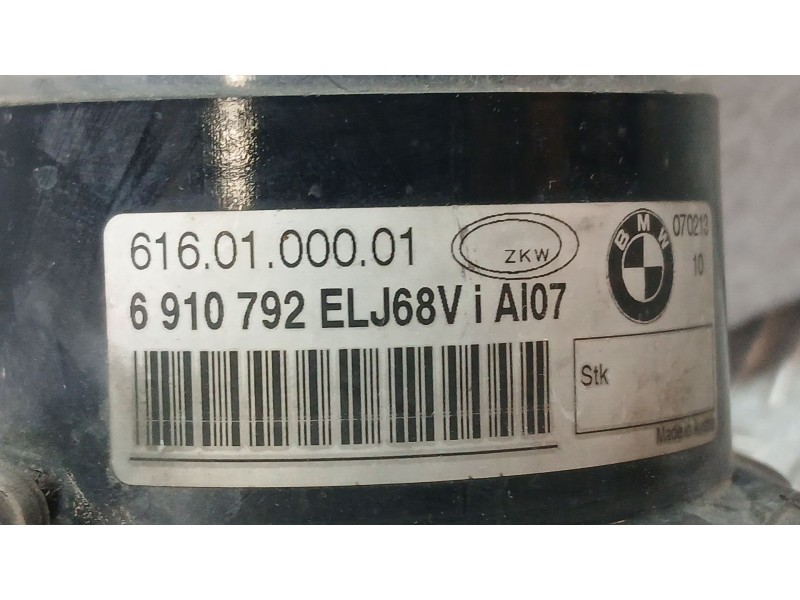 616.01.000.01
ZKW
BMW
070213
10
6 910 792 ELJ68V i AI07
Stk
Made in Austria